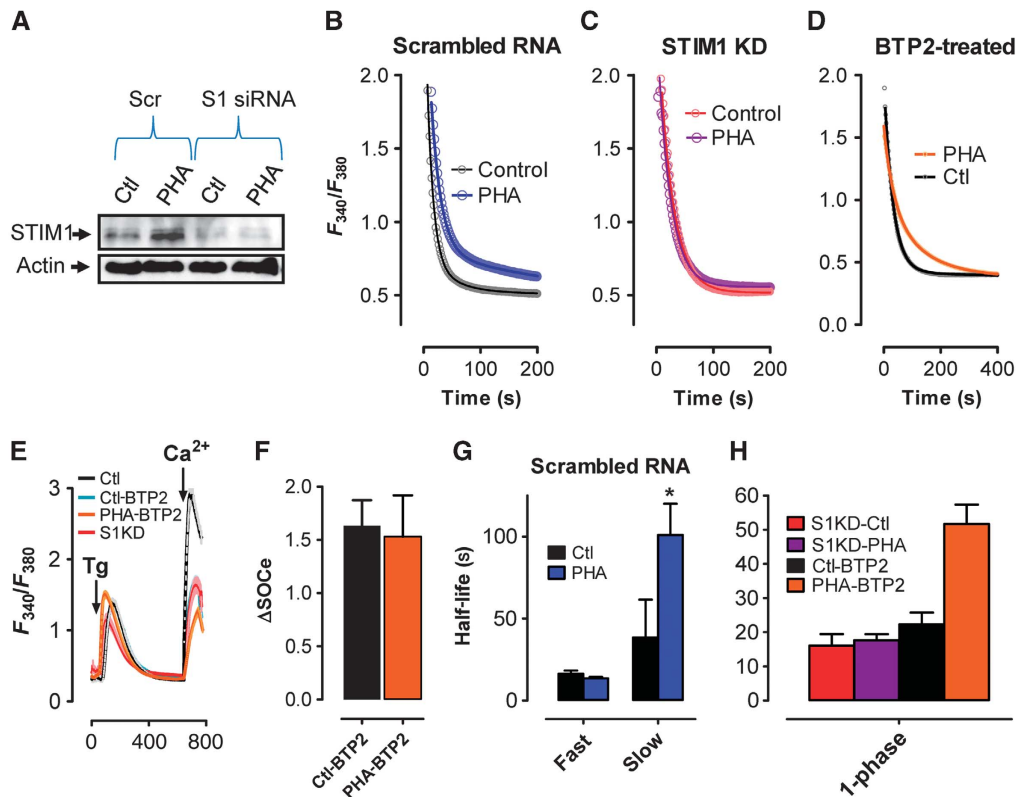 A
Scr
S1 siRNA
Ctl
PHA
Ctl
PHA
STIM1
Actin
B
Scrambled RNA
F340/F380
2.0
1.5
1.0
0.5
Control
PHA
0
100
200
Time (s)
C
STIM1 KD
2.0
1.5
1.0
0.5
Control
PHA
0
100
200
Time (s)
D
BTP2-treated
2.0
1.5
1.0
0.5
0.0
PHA
Ctl
0
200
400
Time (s)
E
Ca2+
Ctl
Ctl-BTP2
PHA-BTP2
S1KD
Tg
F340/F380
3
2
1
0
0
400
800
F
ΔSOCe
2.0
1.5
1.0
0.5
0.0
Ctl-BTP2
PHA-BTP2
G
Scrambled RNA
Half-life (s)
100
50
0
Ctl
PHA
*
Fast
Slow
H
60
50
40
30
20
10
0
S1KD-Ctl
S1KD-PHA
Ctl-BTP2
PHA-BTP2
1-phase